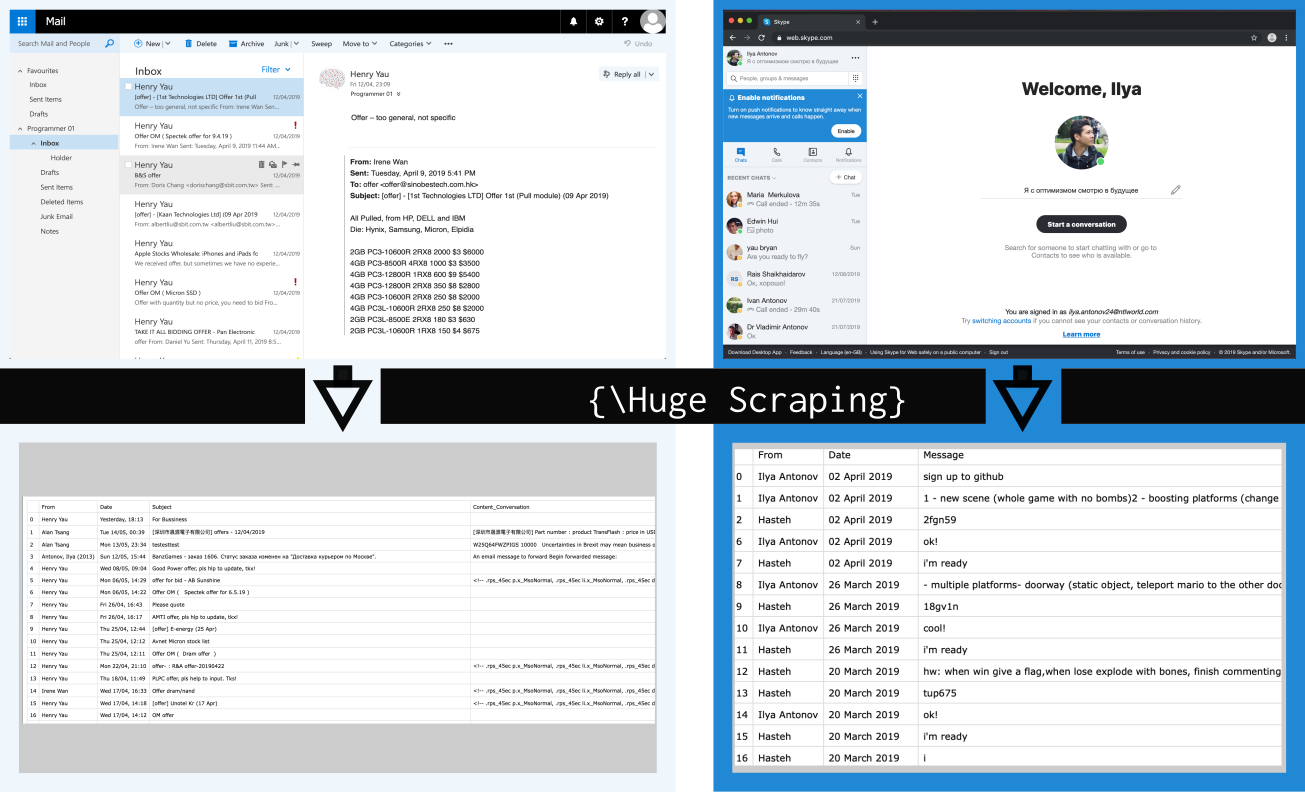 Mail
?
Search Mail and People
New
Delete
Archive
Junk
Sweep
Move to
Categories
•••
Undo
Favourites
Inbox
Sent Items
Drafts
Programmer 01
Inbox
Holder
Drafts
Sent Items
Deleted Items
Junk Email
Notes
Inbox
Filter
Henry Yau
[offer] - [1st Technologies LTD] Offer 1st (Pull 12/04/2019
Offer – too general, not specific From: Irene Wan Sen...
Henry Yau !
Offer OM ( Spectek offer for 9.4.19 ) 12/04/2019
From: Irene Wan Sent: Tuesday, April 9, 2019 11:44 AM...
Henry Yau
B&S offer 12/04/2019
From: Doris Chang <dorischang@sbit.com.tw> Sent: ...
Henry Yau
[offer] - [Kaan Technologies Ltd] (09 Apr 2019 12/04/2019
From: albertliu@sbit.com.tw <albertliu@sbit.com.tw>...
Henry Yau
Apple Stocks Wholesale: iPhones and iPads fc 12/04/2019
We received offer, but sometimes we have no experie...
Henry Yau !
Offer OM ( Micron SSD ) 12/04/2019
Offer with quantity but no price, you need to bid Fro...
Henry Yau
TAKE IT ALL BIDDING OFFER - Pan Electronic 12/04/2019
offer From: Daniel Yu Sent: Thursday, April 11, 2019 8:5...
Henry Yau
Henry Yau
Fri 12/04, 23:09
Programmer 01
Reply all
Offer – too general, not specific
From: Irene Wan
Sent: Tuesday, April 9, 2019 5:41 PM
To: offer <offer@sinobestech.com.hk>
Subject: [offer] - [1st Technologies LTD] Offer 1st (Pull module) (09 Apr 2019)
All Pulled, from HP, DELL and IBM
Die: Hynix, Samsung, Micron, Elpidia
2GB PC3-10600R 2RX8 2000 $3 $6000
4GB PC3-8500R 4RX8 1000 $3 $3500
4GB PC3-12800R 1RX8 600 $9 $5400
4GB PC3-12800R 2RX8 350 $8 $2800
4GB PC3-10600R 2RX8 250 $8 $2000
4GB PC3L-10600R 2RX8 250 $8 $2000
2GB PC3L-8500E 2RX8 180 $3 $630
2GB PC3L-10600R 1RX8 150 $4 $675
Skype
web.skype.com
Ilya Antonov
Я с оптимизмом смотрю в будущее
•••
People, groups & messages
Enable notifications
Turn on push notifications to know straight away when
new messages arrive and calls happen.
Enable
Chats
Calls
Contacts
Notifications
RECENT CHATS
+ Chat
Maria Merkulova Tue
Call ended - 12m 35s
Edwin Hui Tue
photo
yau bryan Sun
Are you ready to fly?
RS
Rais Shaikhaidarov 12/08/2019
Ок, хорошо!
Ivan Antonov 21/07/2019
Call ended - 29m 40s
Dr Vladimir Antonov 21/07/2019
Ок
Welcome, Ilya
Я с оптимизмом смотрю в будущее
Start a conversation
Search for someone to start chatting with or go to
Contacts to see who is available.
You are signed in as ilya.antonov24@ntlworld.com
Try switching accounts if you cannot see your contacts or conversation history.
Learn more
Download Desktop App · Feedback · Language (en-GB) · Using Skype for Web safely on a public computer · Sign out
Terms of use · Privacy and cookie policy · © 2019 Skype and/or Microsoft.
{\Huge Scraping}
From Date Subject Content_Conversation
0 Henry Yau Yesterday, 18:13 For Bussiness
1 Alan Tsang Tue 14/05, 00:39 [深圳市晟源電子有限公司] offers - 12/04/2019 [深圳市晟源電子有限公司] Part number : product TransFlash : price in USD
2 Alan Tsang Mon 13/05, 23:34 testesttest W25Q64FWZPIGS 10000 Uncertainties in Brexit may mean business o
3 Antonov, Ilya (2013) Sun 12/05, 15:44 BanzGames - заказ 1606. Статус заказа изменен на "Доставка курьером по Москве". An email message to forward Begin forwarded message:
4 Henry Yau Wed 08/05, 09:04 Good Power offer, pls hlp to update, tkx!
5 Henry Yau Mon 06/05, 14:29 offer for bid - AB Sunshine <!-- .rps_45ec p.x_MsoNormal, .rps_45ec li.x_MsoNormal, .rps_45ec d
6 Henry Yau Mon 06/05, 14:22 Offer OM ( Spectek offer for 6.5.19 )
7 Henry Yau Fri 26/04, 16:43 Please quote
8 Henry Yau Fri 26/04, 16:17 AMTI offer, pls hlp to update, tkx!
9 Henry Yau Thu 25/04, 12:44 [offer] E-energy (25 Apr)
10 Henry Yau Thu 25/04, 12:12 Avnet Micron stock list
11 Henry Yau Thu 25/04, 12:11 Offer OM ( Dram offer )
12 Henry Yau Mon 22/04, 21:10 offer- : R&A offer-20190422 <!-- .rps_45ec p.x_MsoNormal, .rps_45ec li.x_MsoNormal, .rps_45ec d
13 Henry Yau Thu 18/04, 11:49 PLPC offer, pls help to input. Tks!
14 Irene Wan Wed 17/04, 16:33 Offer dram/nand <!-- .rps_45ec p.x_MsoNormal, .rps_45ec li.x_MsoNormal, .rps_45ec d
15 Henry Yau Wed 17/04, 14:18 [offer] Unotel Kr (17 Apr) <!-- .rps_45ec p.x_MsoNormal, .rps_45ec li.x_MsoNormal, .rps_45ec d
16 Henry Yau Wed 17/04, 14:12 OM offer
From Date Message
0 Ilya Antonov 02 April 2019 sign up to github
1 Ilya Antonov 02 April 2019 1 - new scene (whole game with no bombs)2 - boosting platforms (change
2 Hasteh 02 April 2019 2fgn59
6 Ilya Antonov 02 April 2019 ok!
7 Hasteh 02 April 2019 i'm ready
8 Ilya Antonov 26 March 2019 - multiple platforms- doorway (static object, teleport mario to the other doo
9 Hasteh 26 March 2019 18gv1n
10 Ilya Antonov 26 March 2019 cool!
11 Hasteh 26 March 2019 i'm ready
12 Hasteh 20 March 2019 hw: when win give a flag,when lose explode with bones, finish commenting
13 Hasteh 20 March 2019 tup675
14 Ilya Antonov 20 March 2019 ok!
15 Hasteh 20 March 2019 i'm ready
16 Hasteh 20 March 2019 i